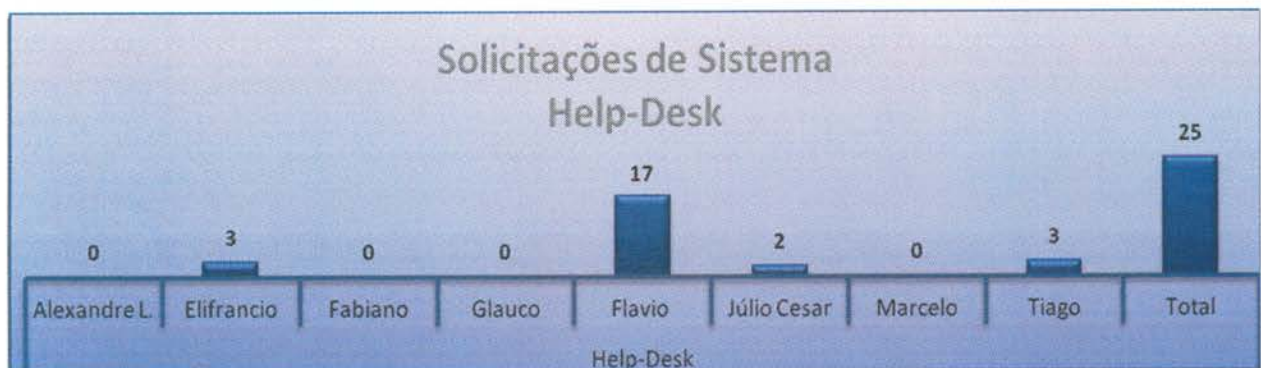 Solicitações de Sistema
Help-Desk
25
17
0 3 0 0 2 0 3
Alexandre L. Elifrancio Fabiano Glauco Flavio Júlio Cesar Marcelo Tiago Total
Help-Desk